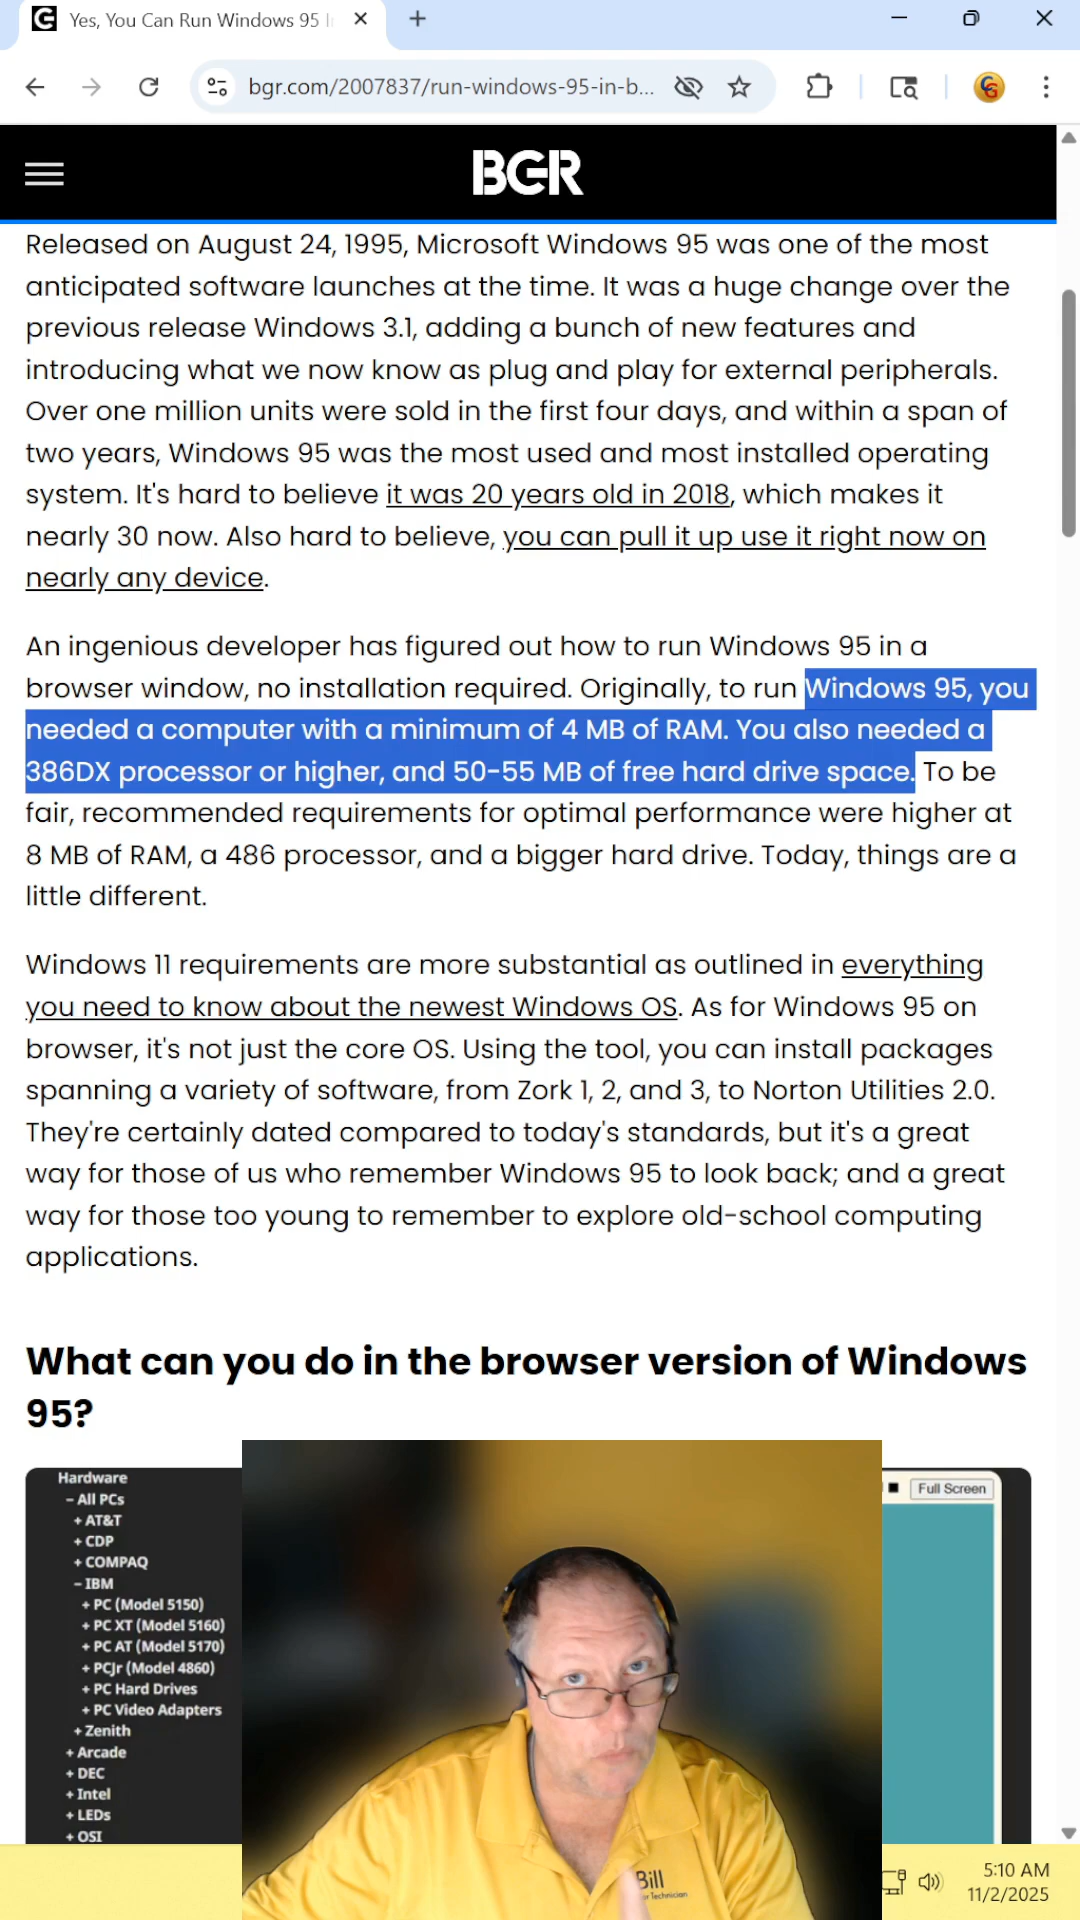 Yes, You Can Run Windows 95 I
bgr.com/2007837/run-windows-95-in-b...
BGR
Released on August 24, 1995, Microsoft Windows 95 was one of the most
anticipated software launches at the time. It was a huge change over the
previous release Windows 3.1, adding a bunch of new features and
introducing what we now know as plug and play for external peripherals.
Over one million units were sold in the first four days, and within a span of
two years, Windows 95 was the most used and most installed operating
system. It's hard to believe it was 20 years old in 2018, which makes it
nearly 30 now. Also hard to believe, you can pull it up use it right now on
nearly any device.
An ingenious developer has figured out how to run Windows 95 in a
browser window, no installation required. Originally, to run Windows 95, you
needed a computer with a minimum of 4 MB of RAM. You also needed a
386DX processor or higher, and 50-55 MB of free hard drive space. To be
fair, recommended requirements for optimal performance were higher at
8 MB of RAM, a 486 processor, and a bigger hard drive. Today, things are a
little different.
Windows 11 requirements are more substantial as outlined in everything
you need to know about the newest Windows OS. As for Windows 95 on
browser, it's not just the core OS. Using the tool, you can install packages
spanning a variety of software, from Zork 1, 2, and 3, to Norton Utilities 2.0.
They're certainly dated compared to today's standards, but it's a great
way for those of us who remember Windows 95 to look back; and a great
way for those too young to remember to explore old-school computing
applications.
What can you do in the browser version of Windows
95?
Hardware
– All PCs
+ AT&T
+ CDP
+ COMPAQ
– IBM
+ PC (Model 5150)
+ PC XT (Model 5160)
+ PC AT (Model 5170)
+ PCJr (Model 4860)
+ PC Hard Drives
+ PC Video Adapters
+ Zenith
+ Arcade
+ DEC
+ Intel
+ LEDs
+ OSI
Full Screen
Bill
Technician
5:10 AM
11/2/2025